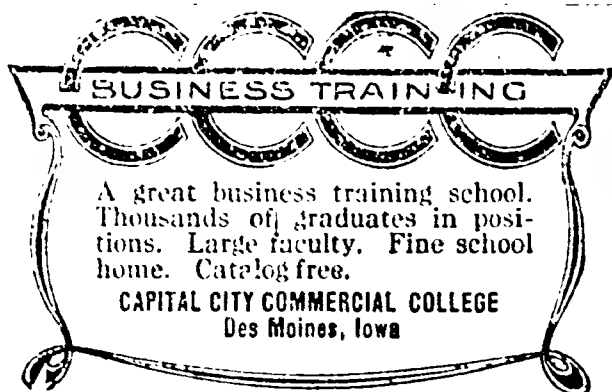 CCCC
BUSINESS TRAINING
A great business training school.
Thousands of graduates in posi-
tions. Large faculty. Fine school
home. Catalog free.
CAPITAL CITY COMMERCIAL COLLEGE
Des Moines, Iowa